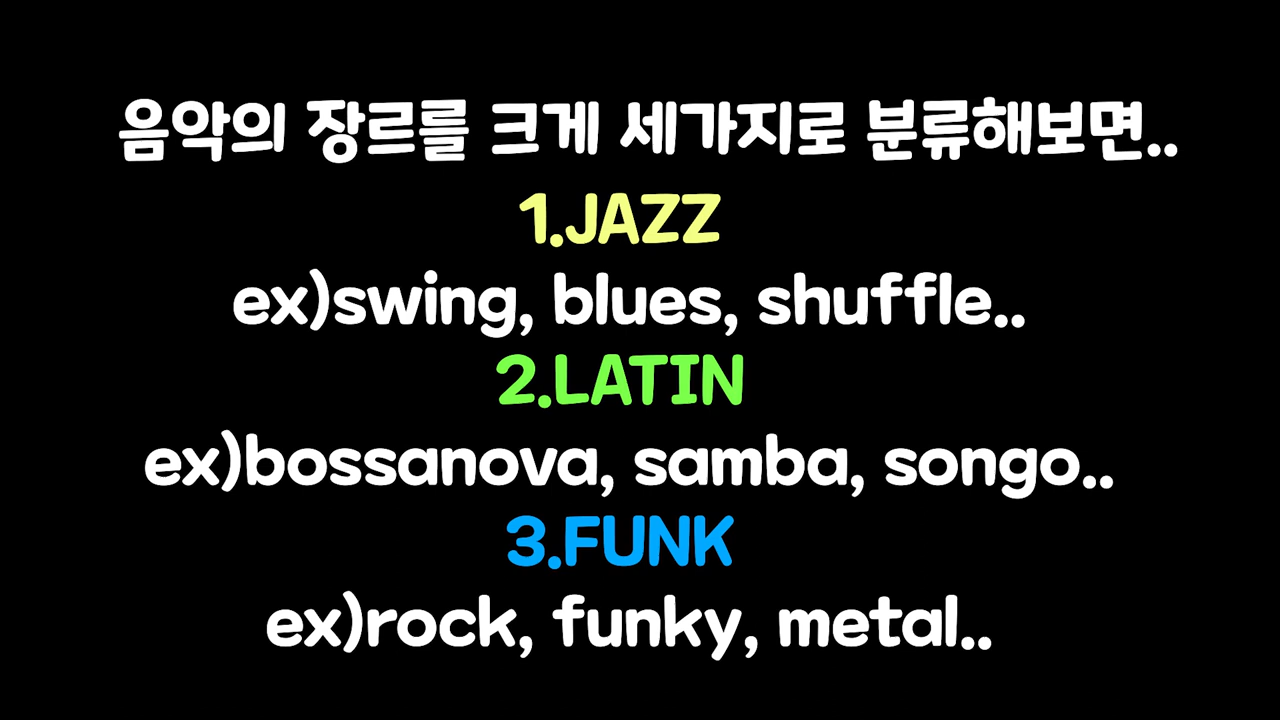 음악의 장르를 크게 세가지로 분류해보면..
1.JAZZ
ex)swing, blues, shuffle..
2.LATIN
ex)bossanova, samba, songo..
3.FUNK
ex)rock, funky, metal..